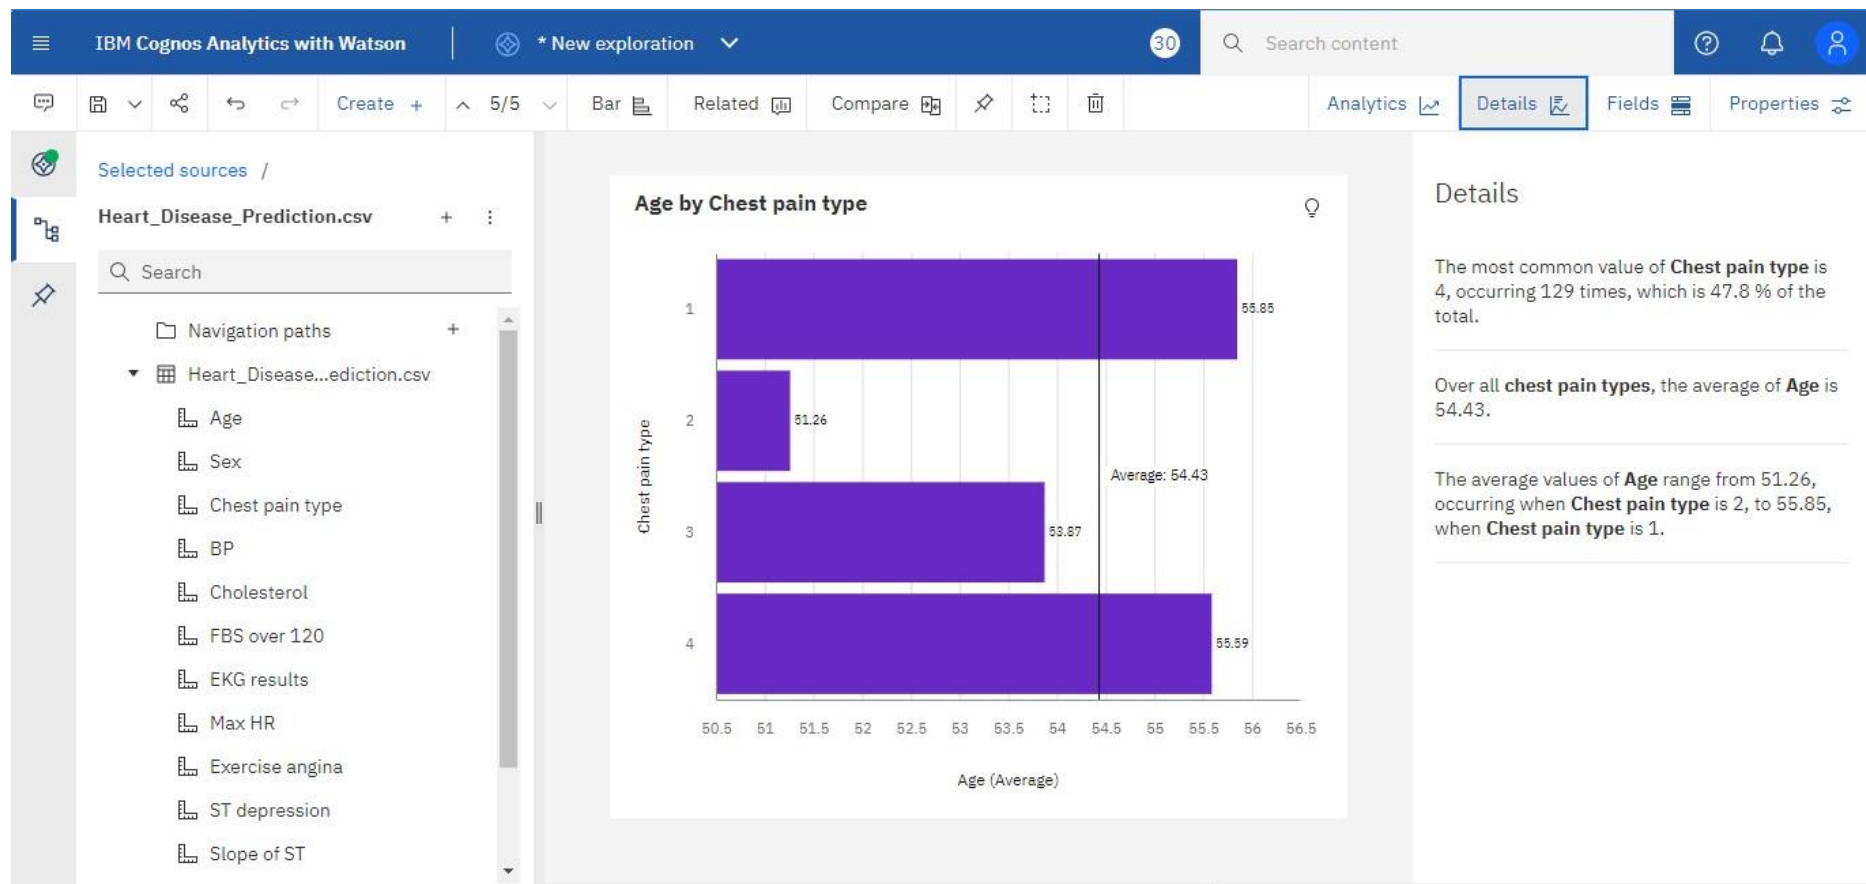 IBM Cognos Analytics with Watson
* New exploration
30
Search content
Create +
5/5
Bar
Related
Compare
Analytics
Details
Fields
Properties
Selected sources /
Heart_Disease_Prediction.csv
Search
Navigation paths
Heart_Disease...ediction.csv
Age
Sex
Chest pain type
BP
Cholesterol
FBS over 120
EKG results
Max HR
Exercise angina
ST depression
Slope of ST
Age by Chest pain type
Chest pain type
1
55.85
2
51.26
Average: 54.43
3
53.87
4
55.59
50.5 51 51.5 52 52.5 53 53.5 54 54.5 55 55.5 56 56.5
Age (Average)
Details
The most common value of Chest pain type is
4, occurring 129 times, which is 47.8 % of the
total.
Over all chest pain types, the average of Age is
54.43.
The average values of Age range from 51.26,
occurring when Chest pain type is 2, to 55.85,
when Chest pain type is 1.